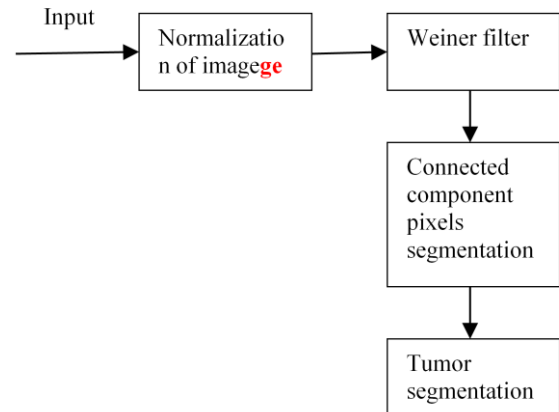 Input
Normalizatio
n of imagege
Weiner filter
Connected
component
pixels
segmentation
Tumor
segmentation